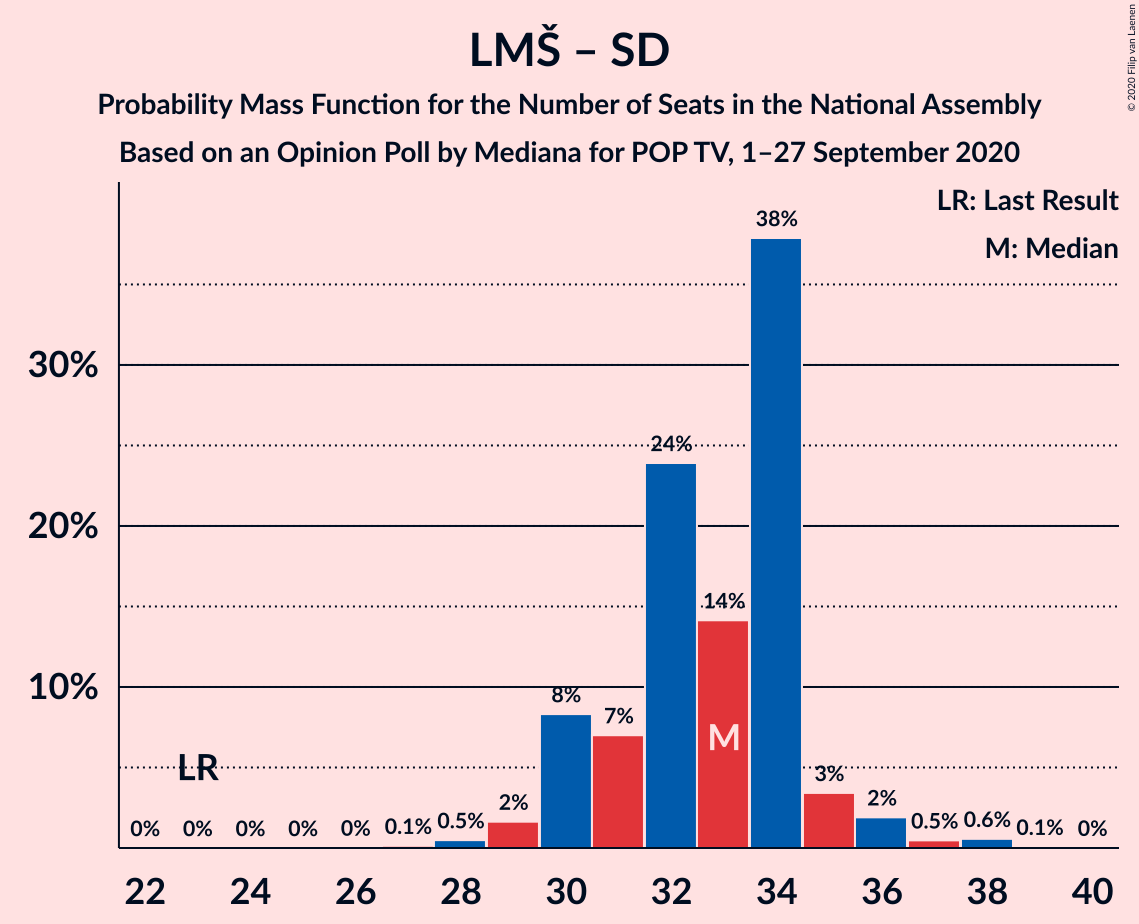 LMŠ – SD
Probability Mass Function for the Number of Seats in the National Assembly
Based on an Opinion Poll by Mediana for POP TV, 1–27 September 2020
© 2020 Filip van Laenen
LR: Last Result
M: Median
38%
30%
24%
20%
14%
10%
8%
7%
M
LR
3%
2%
2%
0% 0% 0% 0% 0% 0.1% 0.5% 0.5% 0.6% 0.1% 0%
22 24 26 28 30 32 34 36 38 40